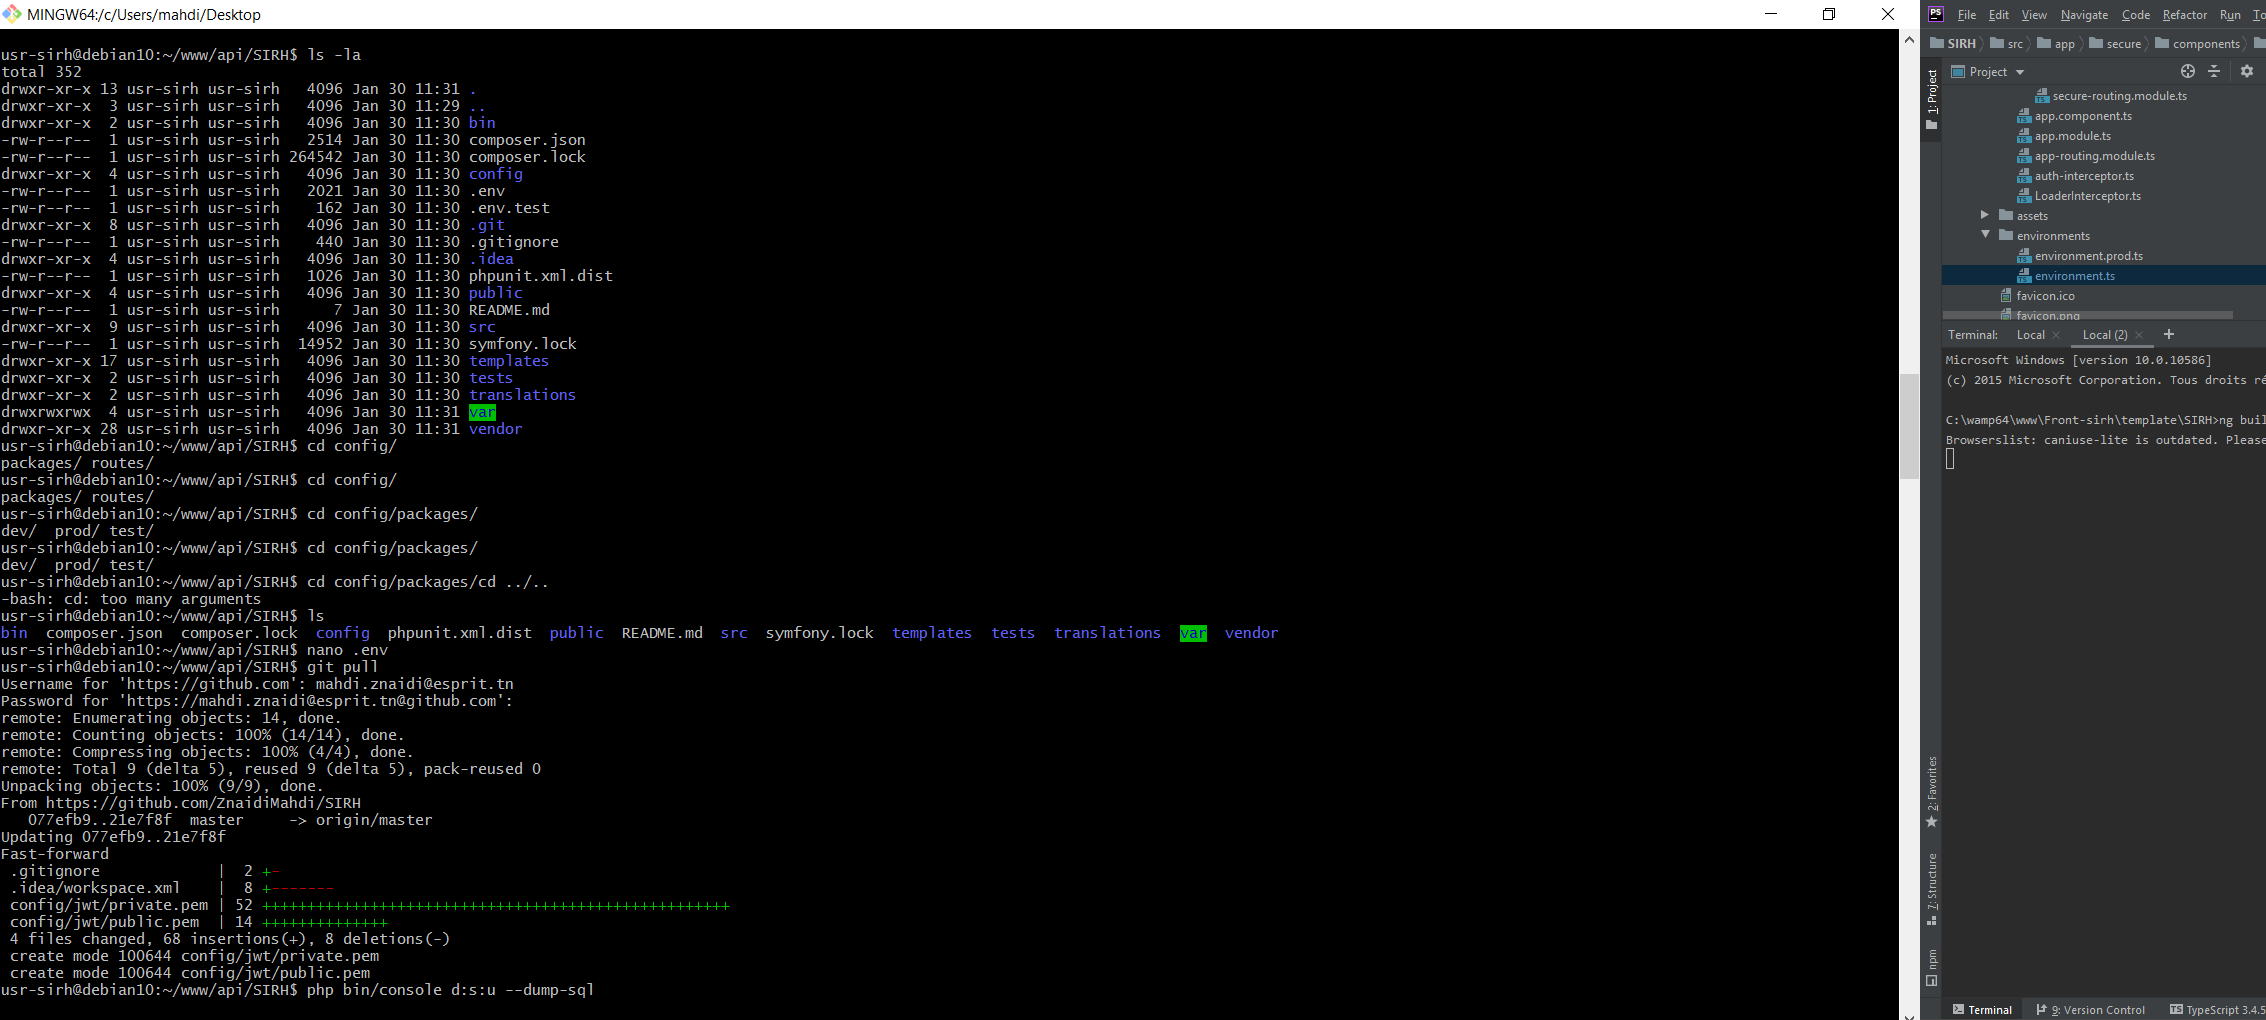 MINGW64:/c/Users/mahdi/Desktop
usr-sirh@debian10:~/www/api/SIRH$ ls -la
total 352
drwxr-xr-x 13 usr-sirh usr-sirh   4096 Jan 30 11:31 .
drwxr-xr-x  3 usr-sirh usr-sirh   4096 Jan 30 11:29 ..
drwxr-xr-x  2 usr-sirh usr-sirh   4096 Jan 30 11:30 bin
-rw-r--r--  1 usr-sirh usr-sirh   2514 Jan 30 11:30 composer.json
-rw-r--r--  1 usr-sirh usr-sirh 264542 Jan 30 11:30 composer.lock
drwxr-xr-x  4 usr-sirh usr-sirh   4096 Jan 30 11:30 config
-rw-r--r--  1 usr-sirh usr-sirh   2021 Jan 30 11:30 .env
-rw-r--r--  1 usr-sirh usr-sirh    162 Jan 30 11:30 .env.test
drwxr-xr-x  8 usr-sirh usr-sirh   4096 Jan 30 11:30 .git
-rw-r--r--  1 usr-sirh usr-sirh    440 Jan 30 11:30 .gitignore
drwxr-xr-x  4 usr-sirh usr-sirh   4096 Jan 30 11:30 .idea
-rw-r--r--  1 usr-sirh usr-sirh   1026 Jan 30 11:30 phpunit.xml.dist
drwxr-xr-x  4 usr-sirh usr-sirh   4096 Jan 30 11:30 public
-rw-r--r--  1 usr-sirh usr-sirh      7 Jan 30 11:30 README.md
drwxr-xr-x  9 usr-sirh usr-sirh   4096 Jan 30 11:30 src
-rw-r--r--  1 usr-sirh usr-sirh  14952 Jan 30 11:30 symfony.lock
drwxr-xr-x 17 usr-sirh usr-sirh   4096 Jan 30 11:30 templates
drwxr-xr-x  2 usr-sirh usr-sirh   4096 Jan 30 11:30 tests
drwxr-xr-x  2 usr-sirh usr-sirh   4096 Jan 30 11:30 translations
drwxrwxrwx  4 usr-sirh usr-sirh   4096 Jan 30 11:31 var
drwxr-xr-x 28 usr-sirh usr-sirh   4096 Jan 30 11:31 vendor
usr-sirh@debian10:~/www/api/SIRH$ cd config/
packages/ routes/
usr-sirh@debian10:~/www/api/SIRH$ cd config/
packages/ routes/
usr-sirh@debian10:~/www/api/SIRH$ cd config/packages/
dev/  prod/ test/
usr-sirh@debian10:~/www/api/SIRH$ cd config/packages/
dev/  prod/ test/
usr-sirh@debian10:~/www/api/SIRH$ cd config/packages/cd ../..
-bash: cd: too many arguments
usr-sirh@debian10:~/www/api/SIRH$ ls
bin  composer.json  composer.lock  config  phpunit.xml.dist  public  README.md  src  symfony.lock  templates  tests  translations  var  vendor
usr-sirh@debian10:~/www/api/SIRH$ nano .env
usr-sirh@debian10:~/www/api/SIRH$ git pull
Username for 'https://github.com': mahdi.znaidi@esprit.tn
Password for 'https://mahdi.znaidi@esprit.tn@github.com':
remote: Enumerating objects: 14, done.
remote: Counting objects: 100% (14/14), done.
remote: Compressing objects: 100% (4/4), done.
remote: Total 9 (delta 5), reused 9 (delta 5), pack-reused 0
Unpacking objects: 100% (9/9), done.
From https://github.com/ZnaidiMahdi/SIRH
   077efb9..21e7f8f  master     -> origin/master
Updating 077efb9..21e7f8f
Fast-forward
 .gitignore             |  2 +-
 .idea/workspace.xml    |  8 +-------
 config/jwt/private.pem | 52 ++++++++++++++++++++++++++++++++++++++++++++++++++++
 config/jwt/public.pem  | 14 ++++++++++++++
 4 files changed, 68 insertions(+), 8 deletions(-)
 create mode 100644 config/jwt/private.pem
 create mode 100644 config/jwt/public.pem
usr-sirh@debian10:~/www/api/SIRH$ php bin/console d:s:u --dump-sql
PS File Edit View Navigate Code Refactor Run To
SIRH src app secure components
1: Project
Project
secure-routing.module.ts
app.component.ts
app.module.ts
app-routing.module.ts
auth-interceptor.ts
LoaderInterceptor.ts
assets
environments
environment.prod.ts
environment.ts
favicon.ico
favicon.png
Terminal: Local Local (2) +
Microsoft Windows [version 10.0.10586]
(c) 2015 Microsoft Corporation. Tous droits ré
C:\wamp64\www\Front-sirh\template\SIRH>ng buil
Browserslist: caniuse-lite is outdated. Please
2: Favorites
7: Structure
npm
Terminal 9: Version Control TypeScript 3.4.5